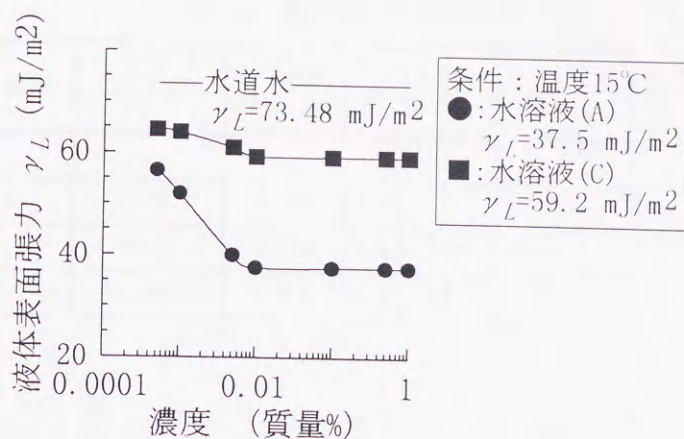 液体表面張力 γL (mJ/m2)
60
40
20
水道水
γL=73.48 mJ/m2
0.0001
0.01
1
濃度 (質量%)
条件:温度15℃
●:水溶液(A)
γL=37.5 mJ/m2
■:水溶液(C)
γL=59.2 mJ/m2